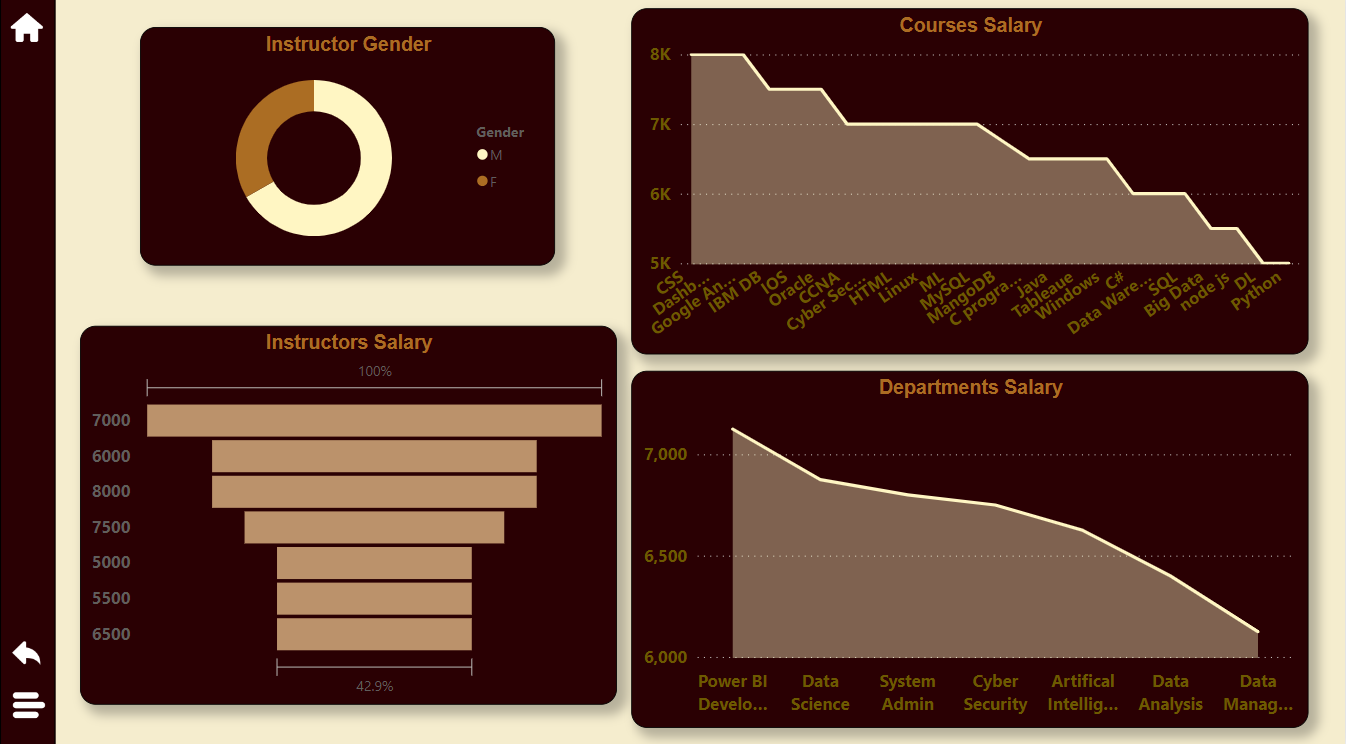 Instructor Gender
Gender
M
F
Courses Salary
8K
7K
6K
5K
CSS
Dashb...
Google An...
IBM DB
IOS
Oracle
CCNA
Cyber Sec...
HTML
Linux
ML
MySQL
MangoDB
C progra...
Java
Tableaue
Windows
C#
Data Ware...
SQL
Big Data
node js
DL
Python
Instructors Salary
100%
7000
6000
8000
7500
5000
5500
6500
42.9%
Departments Salary
7,000
6,500
6,000
Power BI
Develo...
Data
Science
System
Admin
Cyber
Security
Artifical
Intellig...
Data
Analysis
Data
Manag...